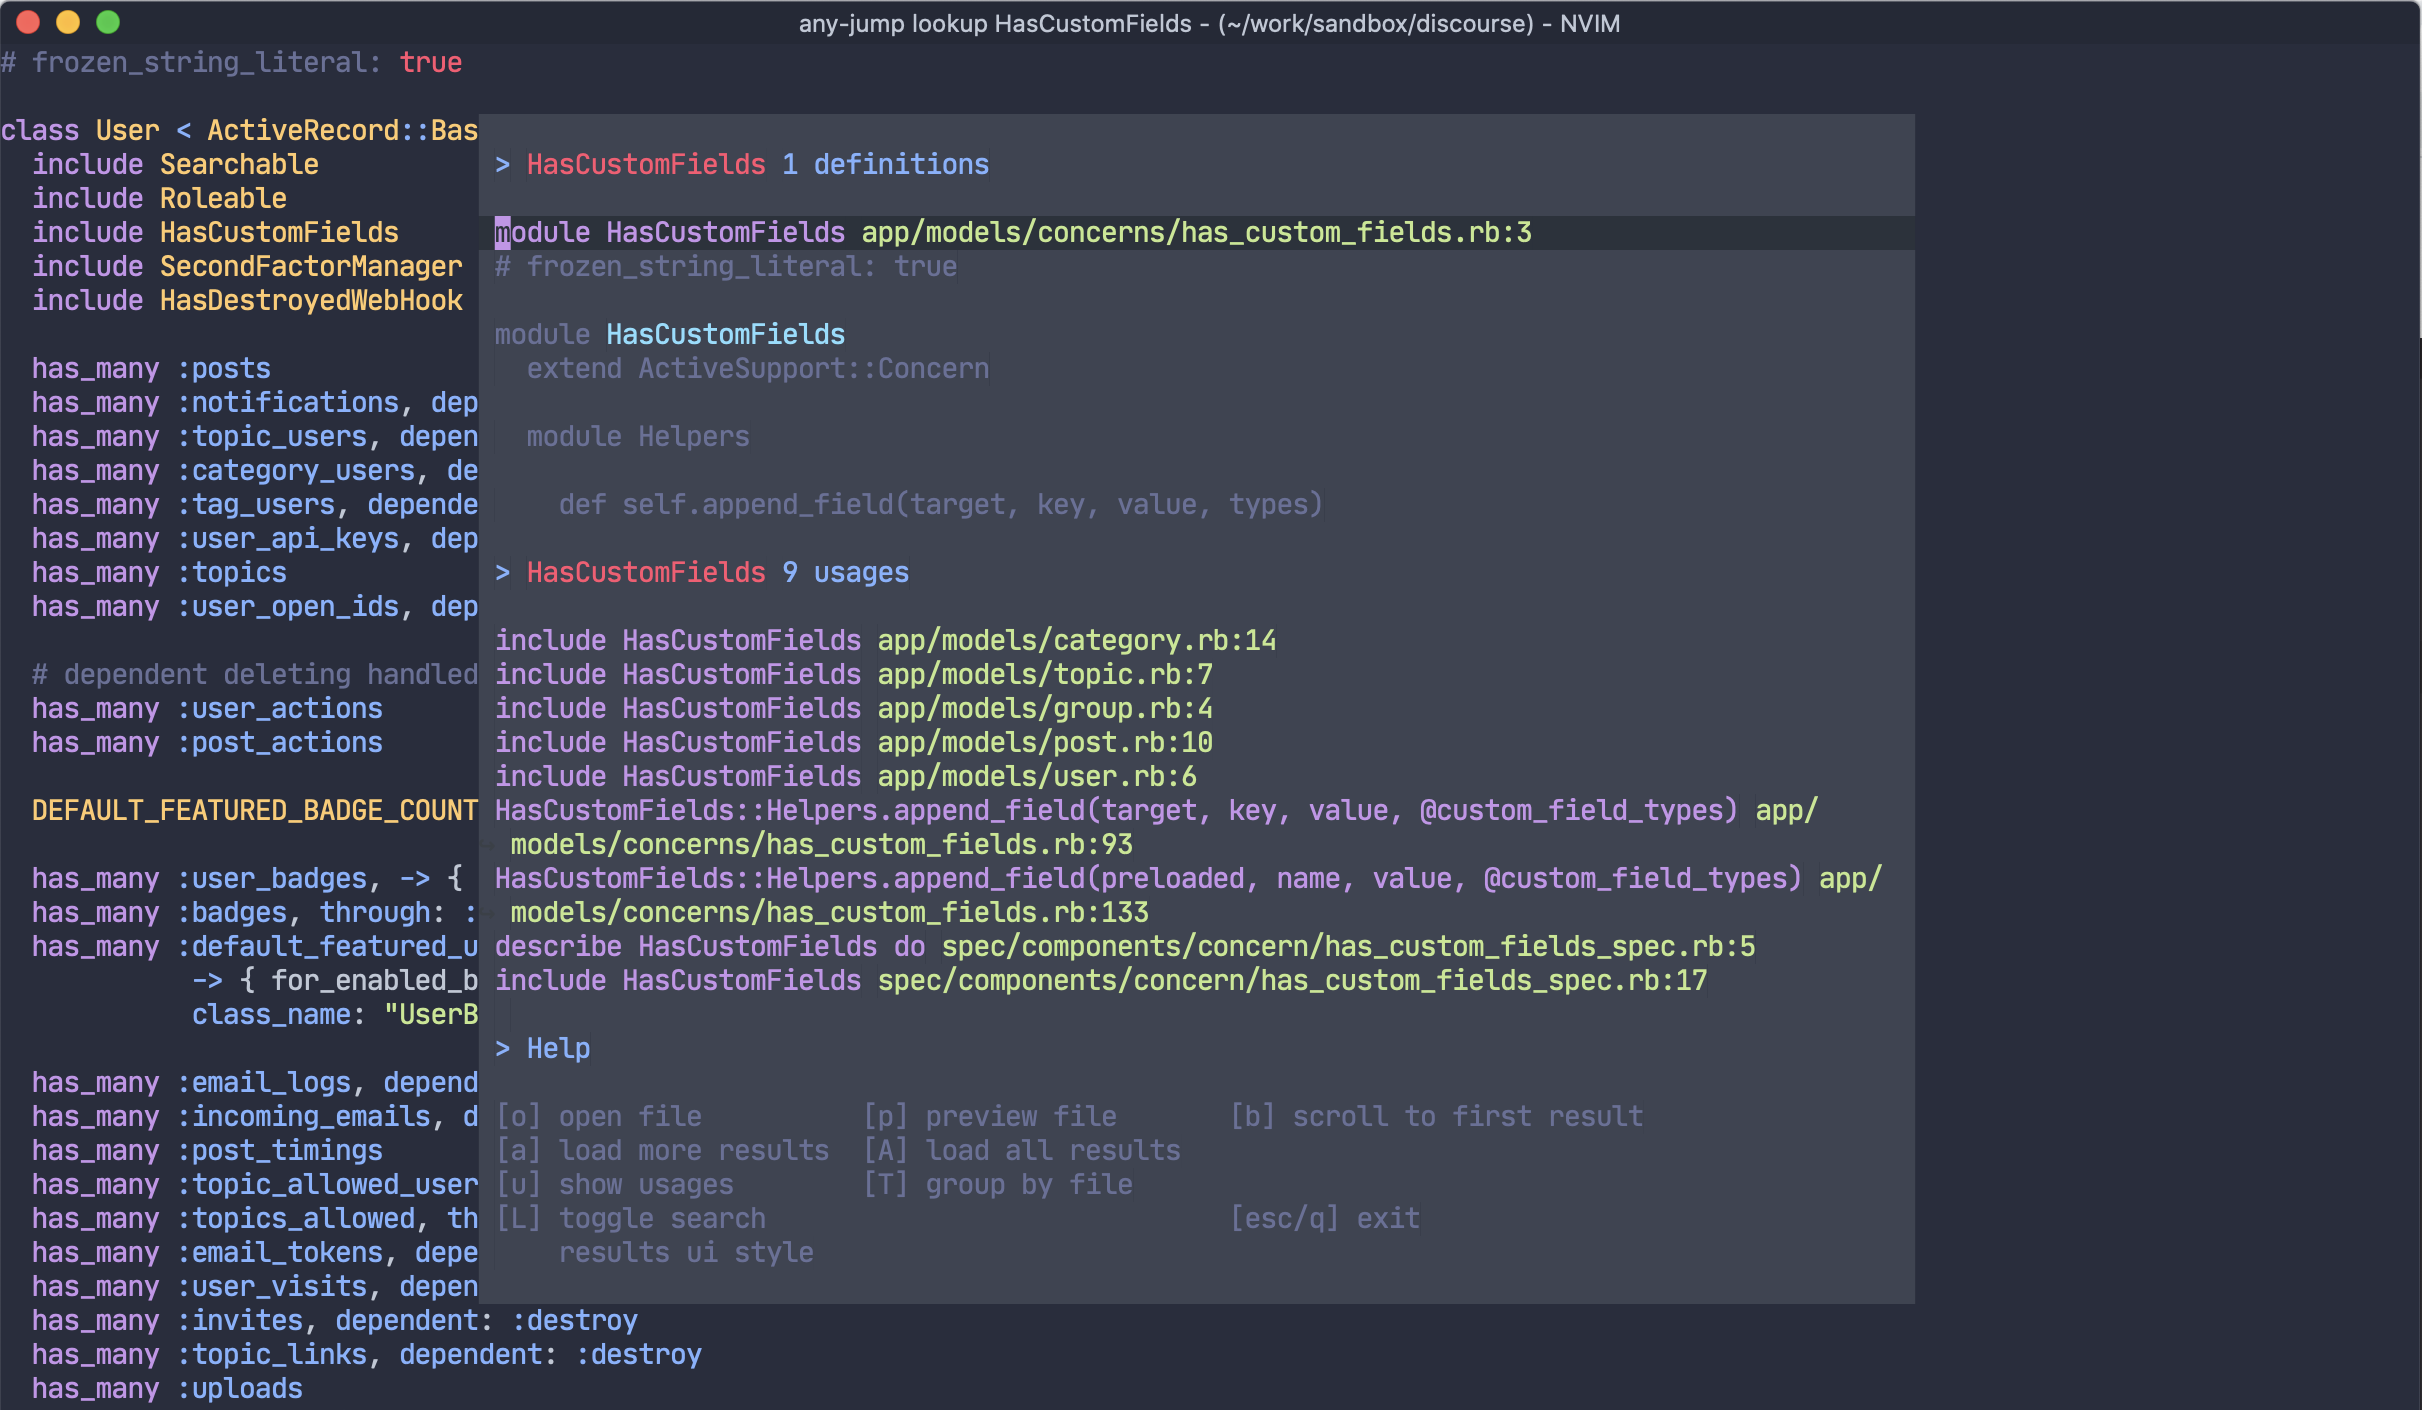 any-jump lookup HasCustomFields - (~/work/sandbox/discourse) - NVIM
# frozen_string_literal: true
class User < ActiveRecord::Bas
  include Searchable
  include Roleable
  include HasCustomFields
  include SecondFactorManager
  include HasDestroyedWebHook
  has_many :posts
  has_many :notifications, dep
  has_many :topic_users, depen
  has_many :category_users, de
  has_many :tag_users, depende
  has_many :user_api_keys, dep
  has_many :topics
  has_many :user_open_ids, dep
  # dependent deleting handled
  has_many :user_actions
  has_many :post_actions
  DEFAULT_FEATURED_BADGE_COUNT
  has_many :user_badges, -> {
  has_many :badges, through: :
  has_many :default_featured_u
            -> { for_enabled_b
            class_name: "UserB
  has_many :email_logs, depend
  has_many :incoming_emails, d
  has_many :post_timings
  has_many :topic_allowed_user
  has_many :topics_allowed, th
  has_many :email_tokens, depe
  has_many :user_visits, depen
  has_many :invites, dependent: :destroy
  has_many :topic_links, dependent: :destroy
  has_many :uploads
> HasCustomFields 1 definitions
module HasCustomFields app/models/concerns/has_custom_fields.rb:3
# frozen_string_literal: true
module HasCustomFields
  extend ActiveSupport::Concern
  module Helpers
    def self.append_field(target, key, value, types)
> HasCustomFields 9 usages
include HasCustomFields app/models/category.rb:14
include HasCustomFields app/models/topic.rb:7
include HasCustomFields app/models/group.rb:4
include HasCustomFields app/models/post.rb:10
include HasCustomFields app/models/user.rb:6
HasCustomFields::Helpers.append_field(target, key, value, @custom_field_types) app/
models/concerns/has_custom_fields.rb:93
HasCustomFields::Helpers.append_field(preloaded, name, value, @custom_field_types) app/
models/concerns/has_custom_fields.rb:133
describe HasCustomFields do spec/components/concern/has_custom_fields_spec.rb:5
include HasCustomFields spec/components/concern/has_custom_fields_spec.rb:17
> Help
[o] open file          [p] preview file       [b] scroll to first result
[a] load more results  [A] load all results
[u] show usages        [T] group by file
[L] toggle search                             [esc/q] exit
    results ui style